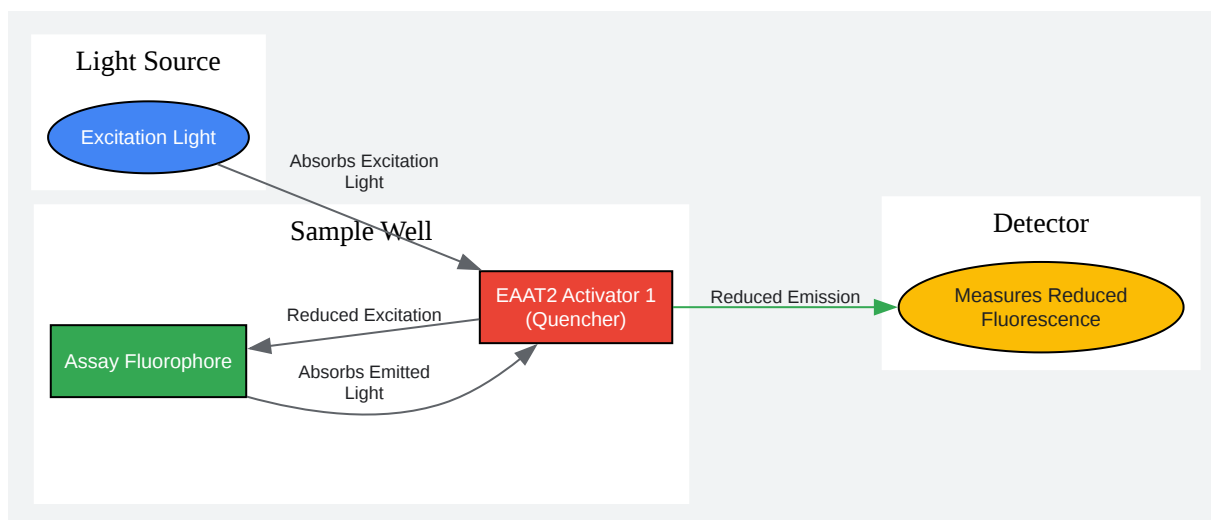 Light Source
Excitation Light
Absorbs Excitation
Light
Sample Well
EAAT2 Activator 1
(Quencher)
Reduced Excitation
Assay Fluorophore
Absorbs Emitted
Light
Reduced Emission
Detector
Measures Reduced
Fluorescence